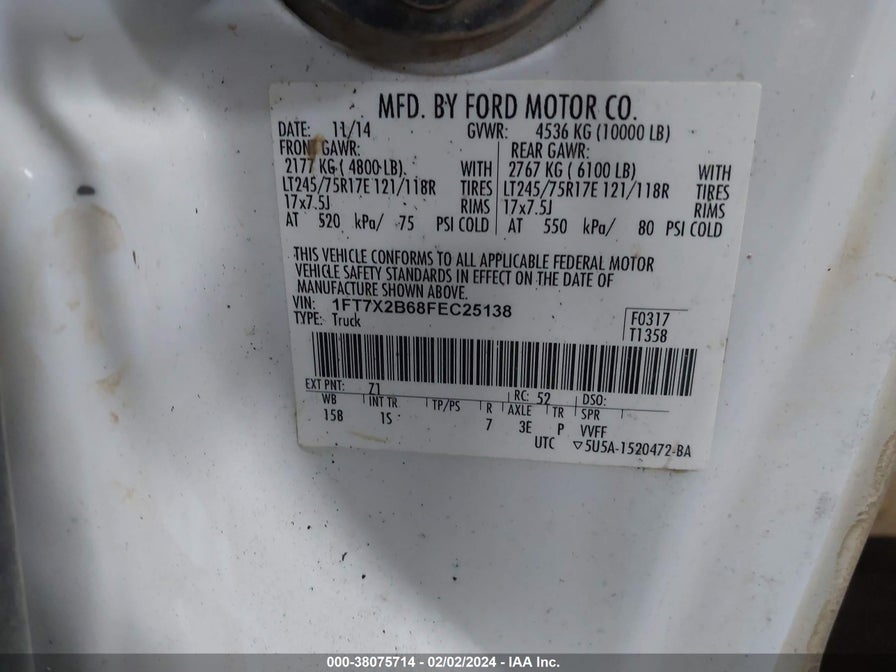 MFD. BY FORD MOTOR CO.
DATE: 11/14 GVWR: 4536 KG (10000 LB)
FRONT GAWR: REAR GAWR:
2177 KG ( 4800 LB) WITH 2767 KG ( 6100 LB) WITH
LT245/75R17E 121/118R TIRES LT245/75R17E 121/118R TIRES
17x7.5J RIMS 17x7.5J RIMS
AT 520 kPa/ 75 PSI COLD AT 550 kPa/ 80 PSI COLD
THIS VEHICLE CONFORMS TO ALL APPLICABLE FEDERAL MOTOR
VEHICLE SAFETY STANDARDS IN EFFECT ON THE DATE OF
MANUFACTURE SHOWN ABOVE.
VIN: 1FT7X2B68FEC25138
TYPE: Truck
F0317
T1358
EXT PNT: Z1 RC: 52 DSO:
WB INT TR TP/PS R AXLE TR SPR
158 1S 7 3E P VVFF
UTC ▽5U5A-1520472-BA
000-38075714 - 02/02/2024 - IAA Inc.